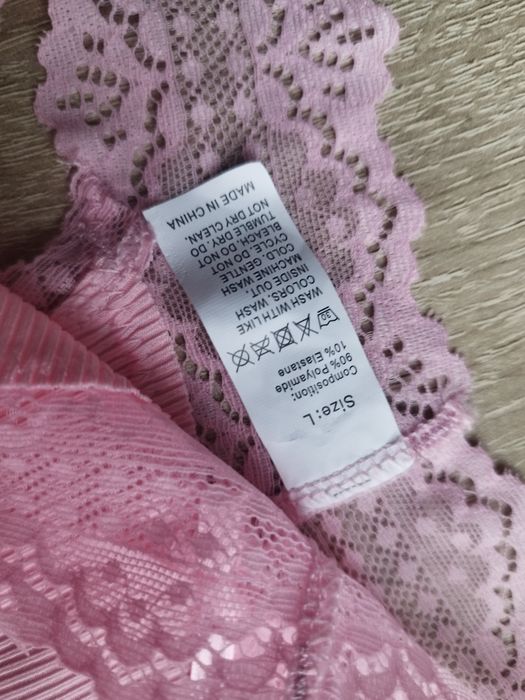 Size:L
Composition:
90% Polyamide
10% Elastane
30
WASH WITH LIKE
COLORS. WASH
INSIDE OUT.
MACHINE WASH
COLD. GENTLE
CYCLE. DO NOT
BLEACH. DO NOT
TUMBLE DRY. DO
NOT DRY CLEAN.
MADE IN CHINA